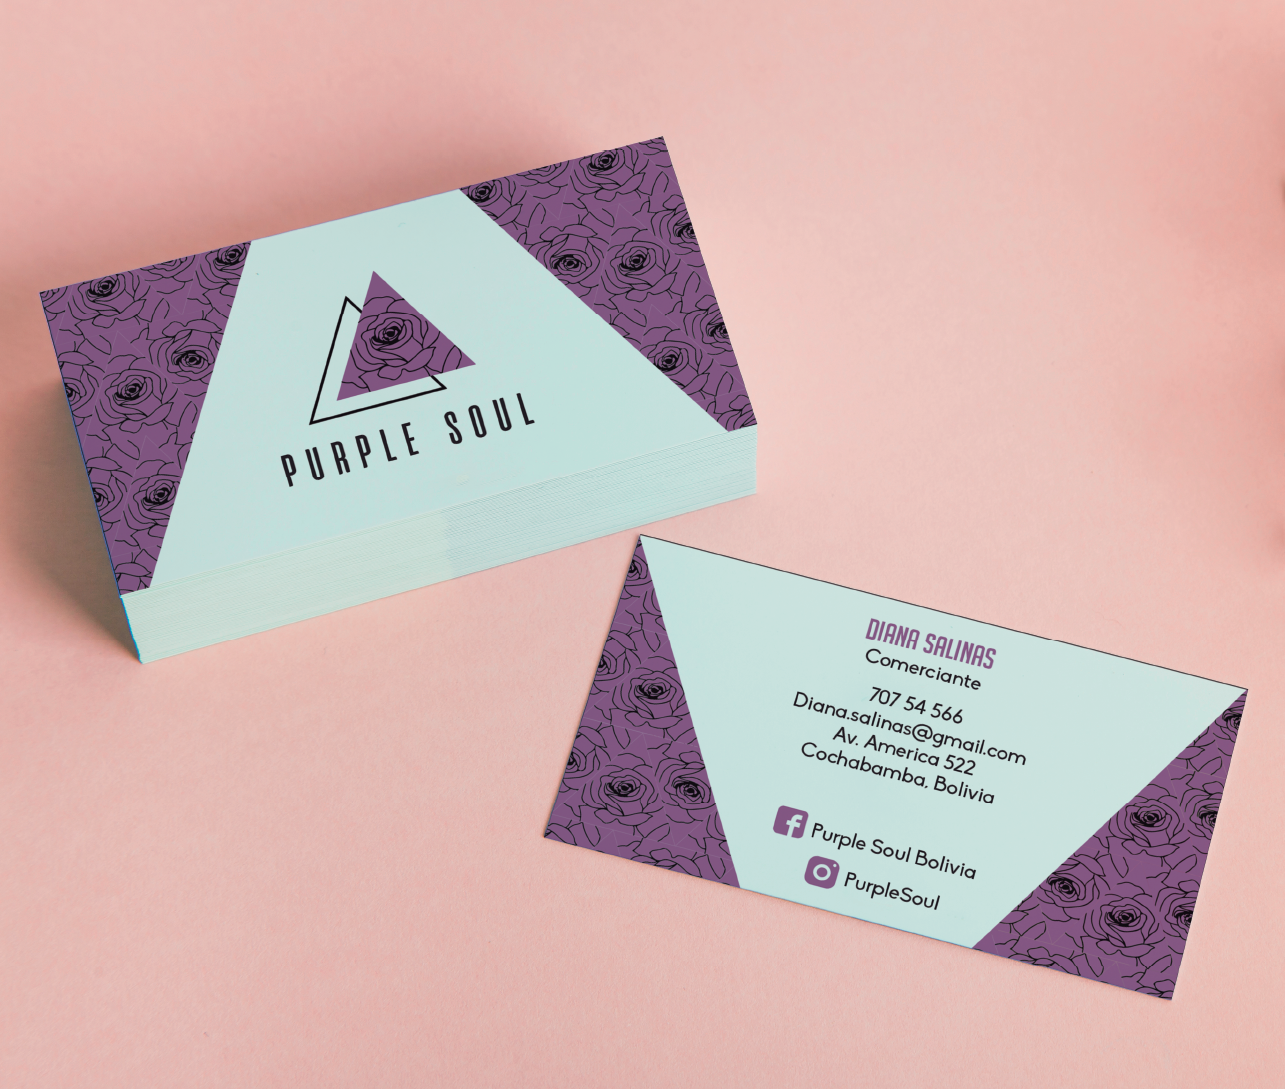 PURPLE SOUL
DIANA SALINAS
Comerciante
707 54 566
Diana.salinas@gmail.com
Av. America 522
Cochabamba, Bolivia
Purple Soul Bolivia
PurpleSoul